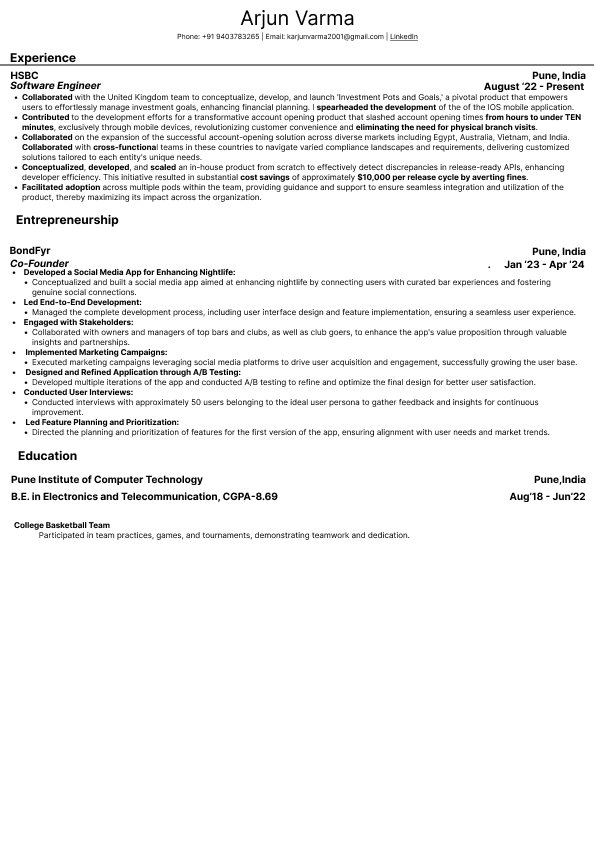 Arjun Varma
Phone: +91 9403783265 | Email: karjunvarma2001@gmail.com | LinkedIn
Experience
HSBC Pune, India
Software Engineer August ‘22 - Present
• Collaborated with the United Kingdom team to conceptualize, develop, and launch 'Investment Pots and Goals,' a pivotal product that empowers
users to effortlessly manage investment goals, enhancing financial planning. I spearheaded the development of the of the IOS mobile application.
• Contributed to the development efforts for a transformative account opening product that slashed account opening times from hours to under TEN
minutes, exclusively through mobile devices, revolutionizing customer convenience and eliminating the need for physical branch visits.
• Collaborated on the expansion of the successful account-opening solution across diverse markets including Egypt, Australia, Vietnam, and India.
Collaborated with cross-functional teams in these countries to navigate varied compliance landscapes and requirements, delivering customized
solutions tailored to each entity's unique needs.
• Conceptualized, developed, and scaled an in-house product from scratch to effectively detect discrepancies in release-ready APIs, enhancing
developer efficiency. This initiative resulted in substantial cost savings of approximately $10,000 per release cycle by averting fines.
• Facilitated adoption across multiple pods within the team, providing guidance and support to ensure seamless integration and utilization of the
product, thereby maximizing its impact across the organization.
Entrepreneurship
BondFyr Pune, India
Co-Founder . Jan ‘23 - Apr ‘24
• Developed a Social Media App for Enhancing Nightlife:
• Conceptualized and built a social media app aimed at enhancing nightlife by connecting users with curated bar experiences and fostering
genuine social connections.
• Led End-to-End Development:
• Managed the complete development process, including user interface design and feature implementation, ensuring a seamless user experience.
• Engaged with Stakeholders:
• Collaborated with owners and managers of top bars and clubs, as well as club goers, to enhance the app's value proposition through valuable
insights and partnerships.
• Implemented Marketing Campaigns:
• Executed marketing campaigns leveraging social media platforms to drive user acquisition and engagement, successfully growing the user base.
• Designed and Refined Application through A/B Testing:
• Developed multiple iterations of the app and conducted A/B testing to refine and optimize the final design for better user satisfaction.
• Conducted User Interviews:
• Conducted interviews with approximately 50 users belonging to the ideal user persona to gather feedback and insights for continuous
improvement.
• Led Feature Planning and Prioritization:
• Directed the planning and prioritization of features for the first version of the app, ensuring alignment with user needs and market trends.
Education
Pune Institute of Computer Technology Pune,India
B.E. in Electronics and Telecommunication, CGPA-8.69 Aug‘18 - Jun‘22
College Basketball Team
Participated in team practices, games, and tournaments, demonstrating teamwork and dedication.